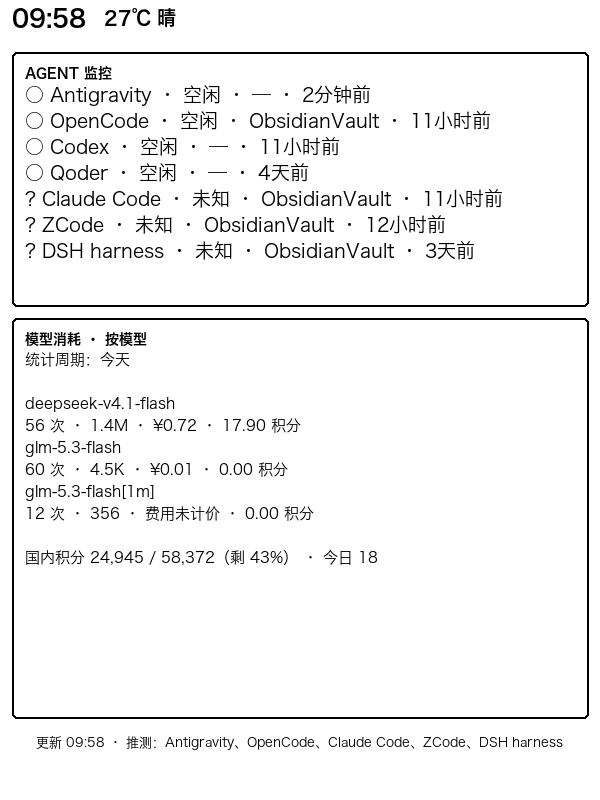 09:58 27℃ 晴
AGENT 监控
○ Antigravity · 空闲 · — · 2分钟前
○ OpenCode · 空闲 · ObsidianVault · 11小时前
○ Codex · 空闲 · — · 11小时前
○ Qoder · 空闲 · — · 4天前
? Claude Code · 未知 · ObsidianVault · 11小时前
? ZCode · 未知 · ObsidianVault · 12小时前
? DSH harness · 未知 · ObsidianVault · 3天前
模型消耗 · 按模型
统计周期：今天
deepseek-v4.1-flash
56 次 · 1.4M · ¥0.72 · 17.90 积分
glm-5.3-flash
60 次 · 4.5K · ¥0.01 · 0.00 积分
glm-5.3-flash[1m]
12 次 · 356 · 费用未计价 · 0.00 积分
国内积分 24,945 / 58,372（剩 43%） · 今日 18
更新 09:58 · 推测：Antigravity、OpenCode、Claude Code、ZCode、DSH harness